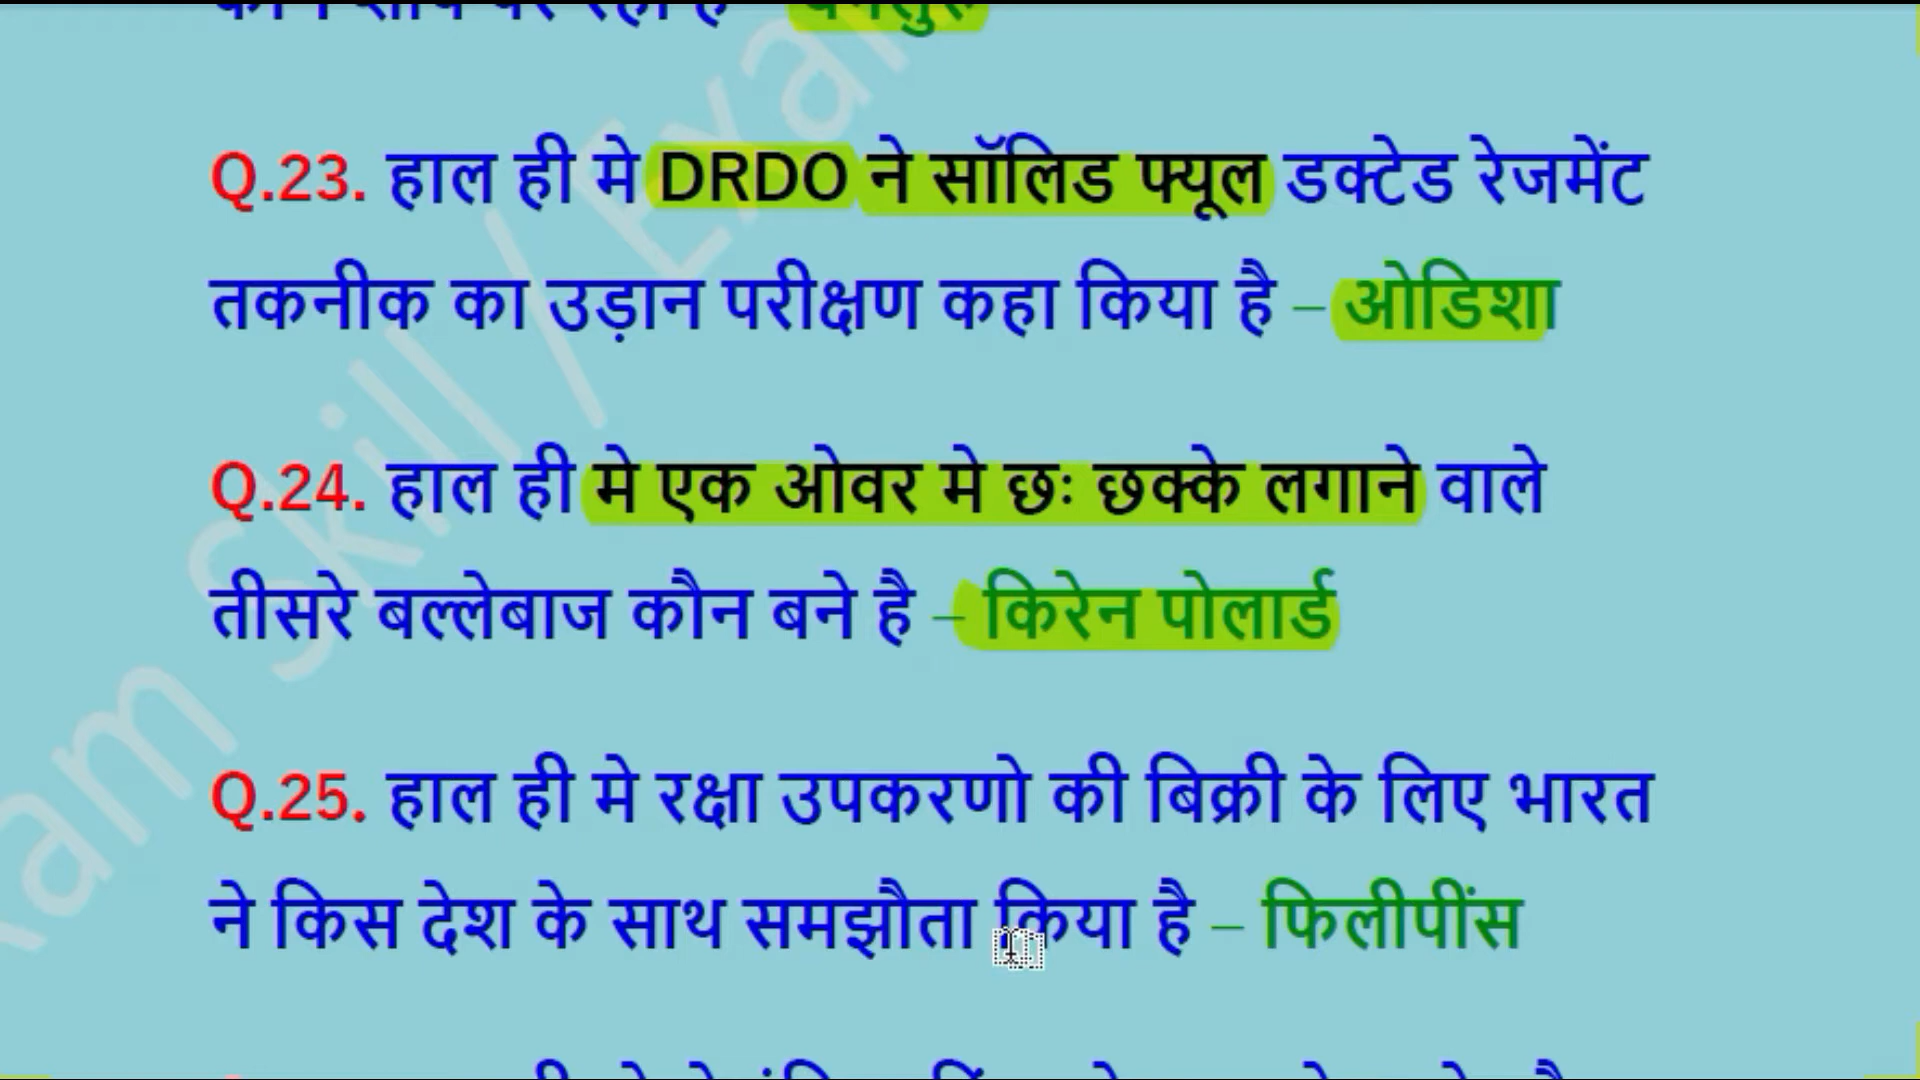 Q.23. हाल ही मे DRDO ने सॉलिड फ्यूल डक्टेड रेजमेंट
तकनीक का उड़ान परीक्षण कहा किया है – ओडिशा
Q.24. हाल ही मे एक ओवर मे छः छक्के लगाने वाले
तीसरे बल्लेबाज कौन बने है – किरेन पोलार्ड
Q.25. हाल ही मे रक्षा उपकरणो की बिक्री के लिए भारत
ने किस देश के साथ समझौता किया है – फिलीपींस